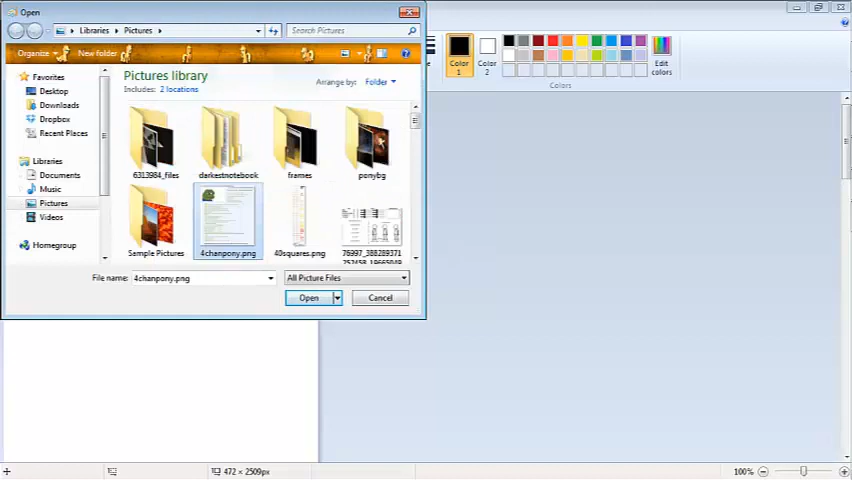 Open
Libraries
Pictures
Search Pictures
Organize
New folder
Favorites
Desktop
Downloads
Dropbox
Recent Places
Libraries
Documents
Music
Pictures
Videos
Homegroup
Pictures library
Includes: 2 locations
Arrange by: Folder
6313984_files
darkestnotebook
frames
ponybg
Sample Pictures
4chanpony.png
40squares.png
76997_388289371
File name: 4chanpony.png
All Picture Files
Open
Cancel
Color
1
Color
2
Edit
colors
Colors
472 × 2509px
100%